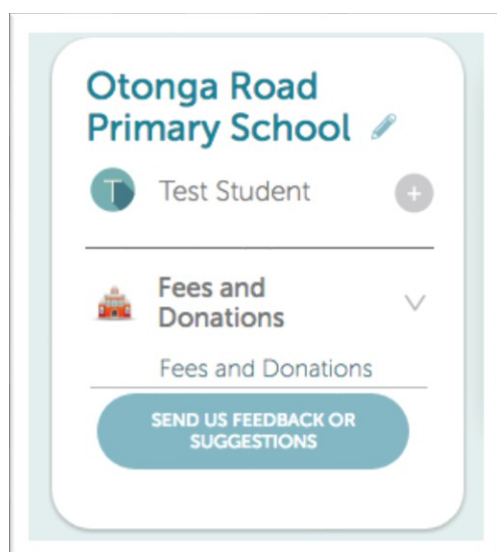 Otonga Road
Primary School
T
Test Student
+
Fees and
Donations
Fees and Donations
SEND US FEEDBACK OR
SUGGESTIONS